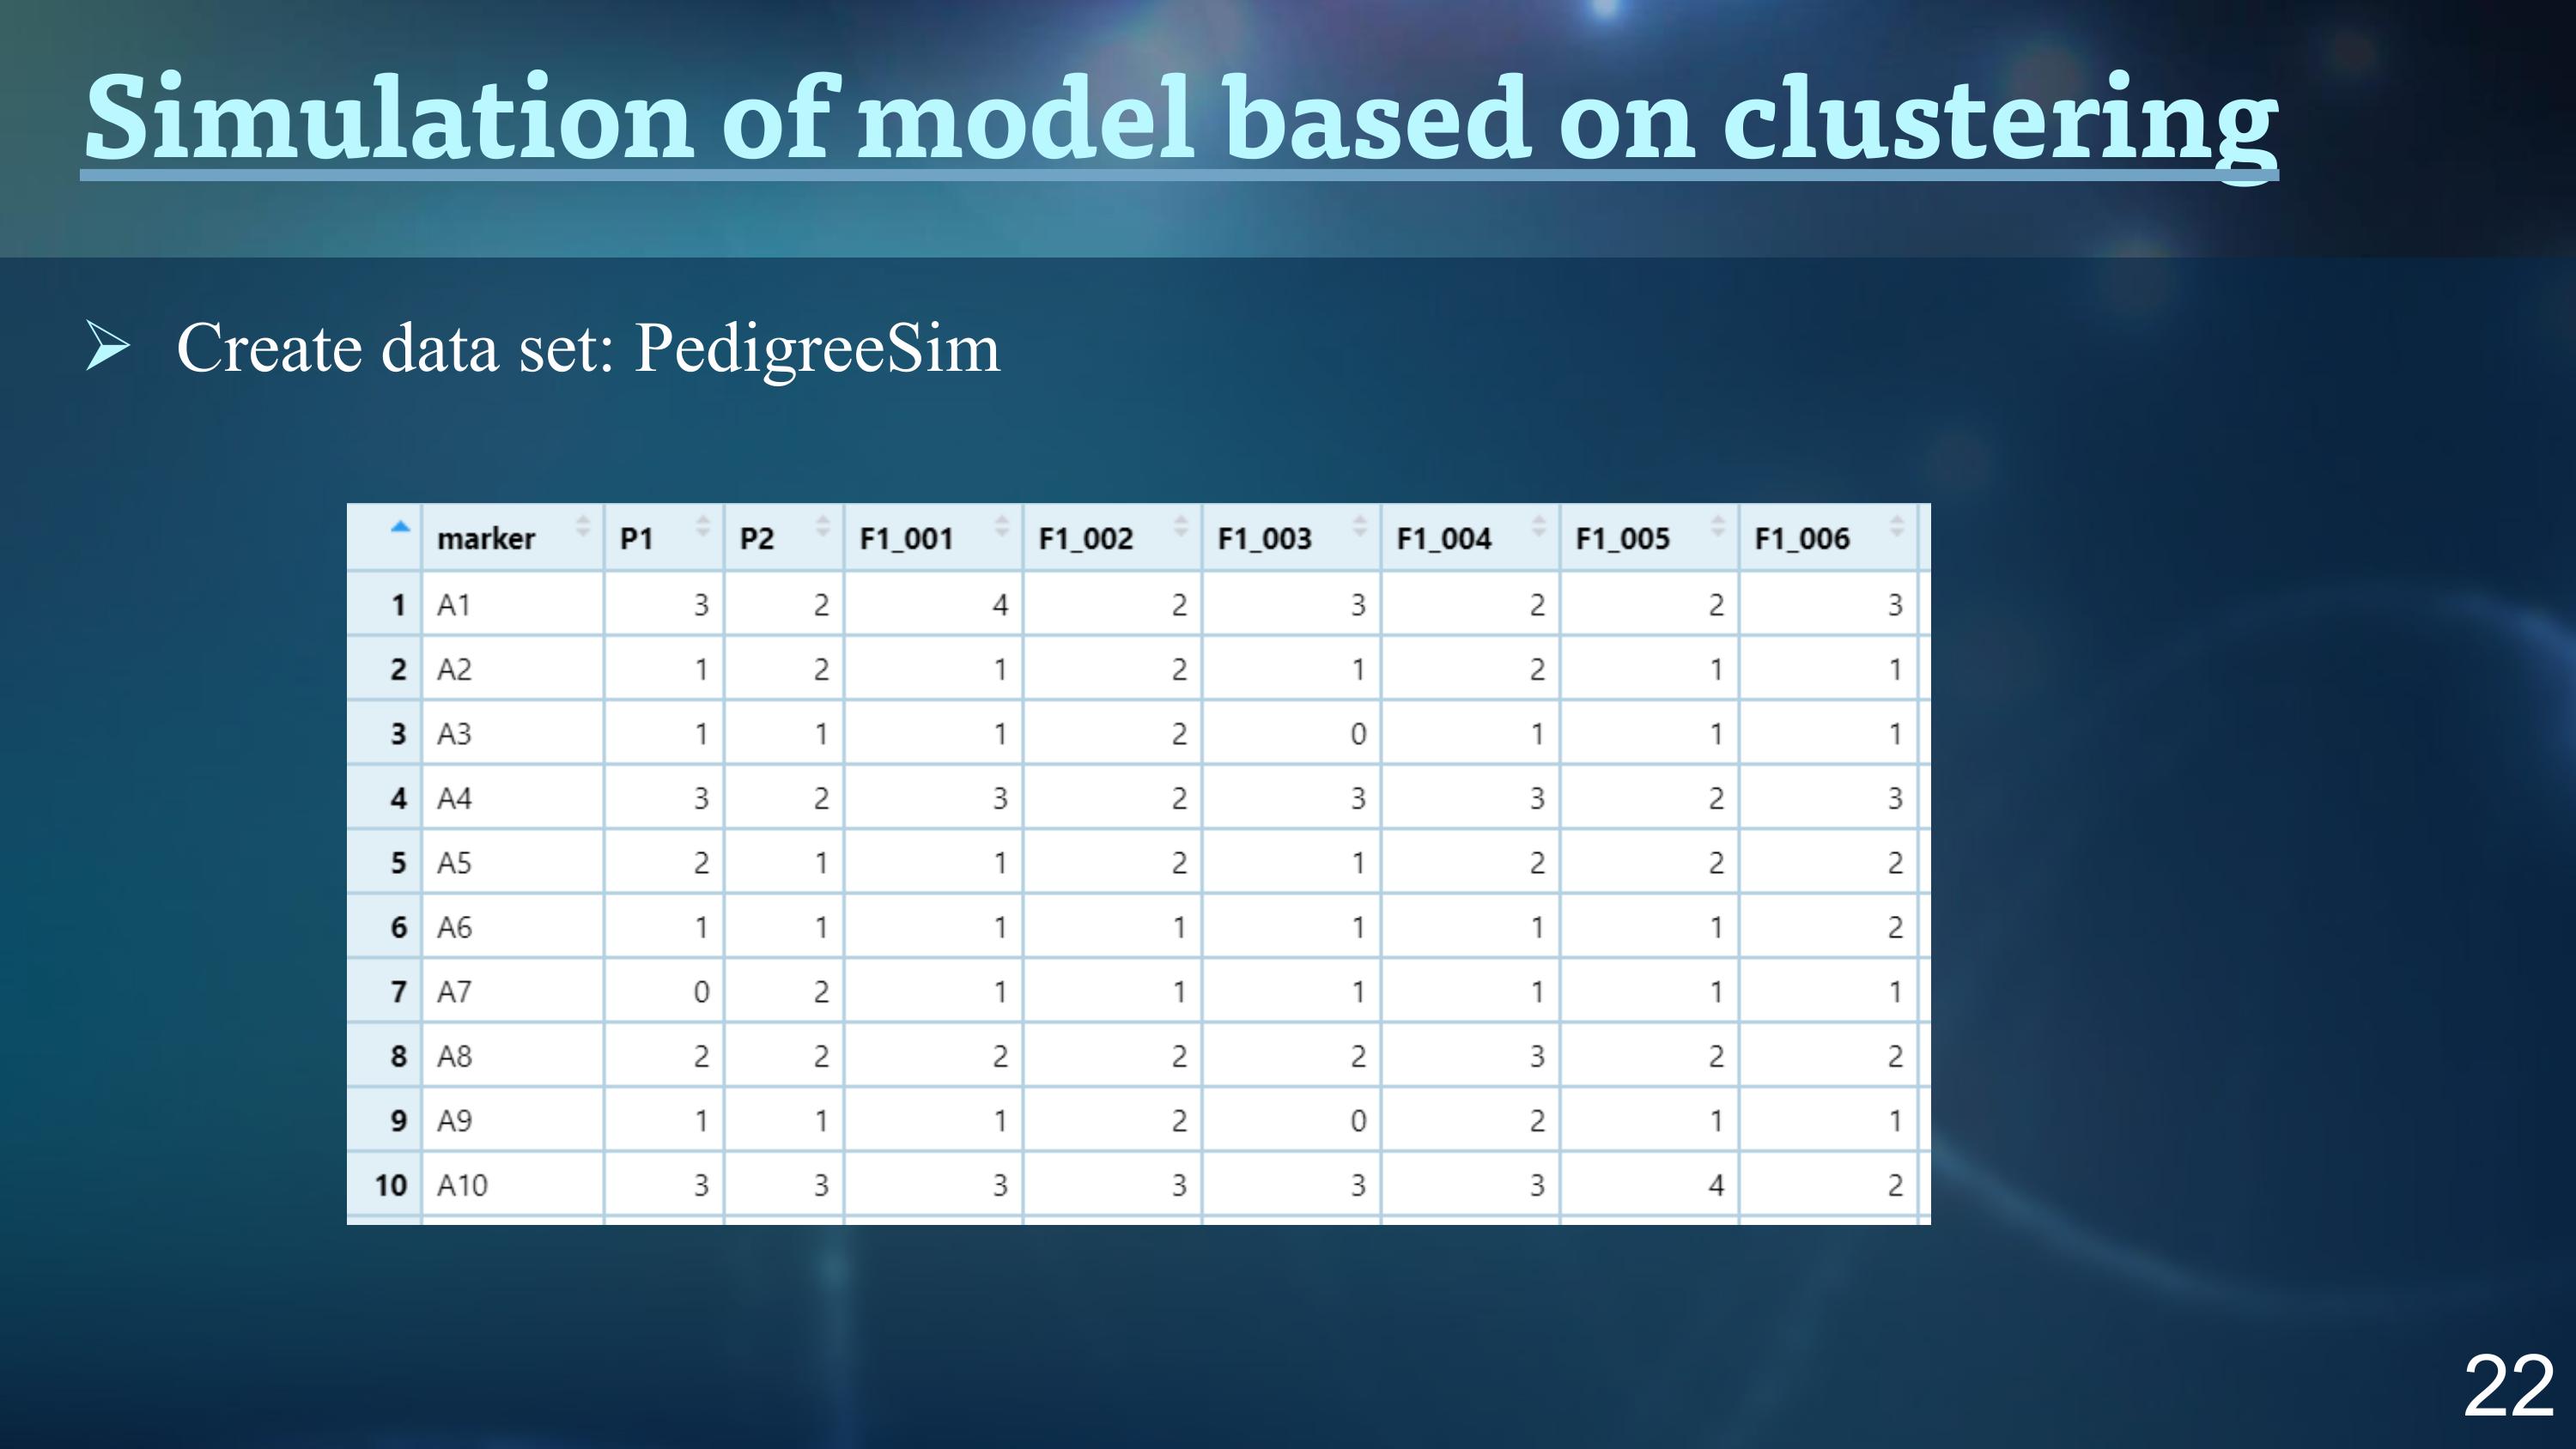 Simulation of model based on clustering
Create data set: PedigreeSim
marker P1 P2 F1_001 F1_002 F1_003 F1_004 F1_005 F1_006
1 A1 3 2 4 2 3 2 2 3
2 A2 1 2 1 2 1 2 1 1
3 A3 1 1 1 2 0 1 1 1
4 A4 3 2 3 2 3 3 2 3
5 A5 2 1 1 2 1 2 2 2
6 A6 1 1 1 1 1 1 1 2
7 A7 0 2 1 1 1 1 1 1
8 A8 2 2 2 2 2 3 2 2
9 A9 1 1 1 2 0 2 1 1
10 A10 3 3 3 3 3 3 4 2
22